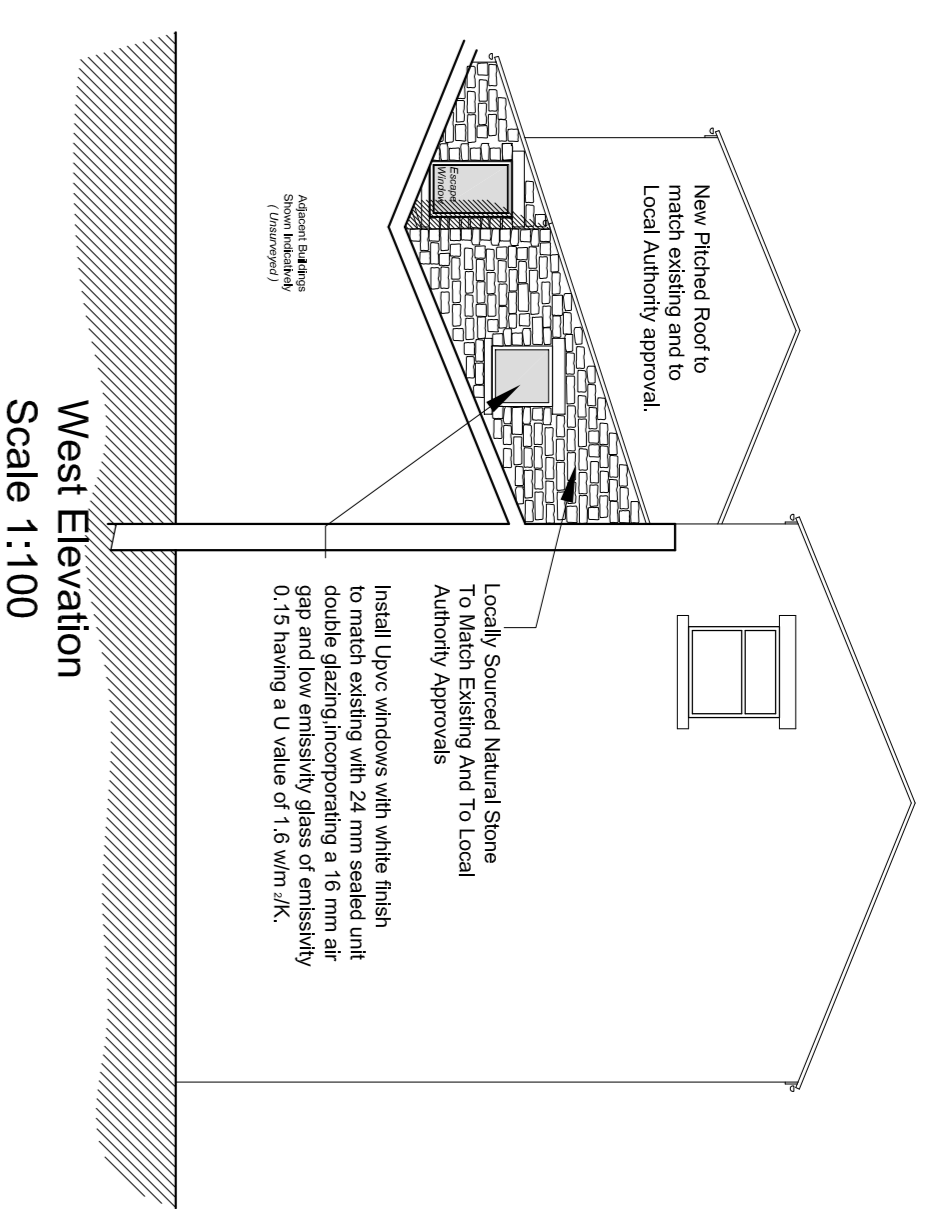 New Pitched Roof to
match existing and to
Local Authority approval.
Escape
Window
Adjacent Buildings
Shown Indicatively
( Unsurveyed )
Locally Sourced Natural Stone
To Match Existing And To Local
Authority Approvals
Install Upvc windows with white finish
to match existing with 24 mm sealed unit
double glazing,incorporating a 16 mm air
gap and low emissivity glass of emissivity
0.15 having a U value of 1.6 w/m 2/K.
West Elevation
Scale 1:100